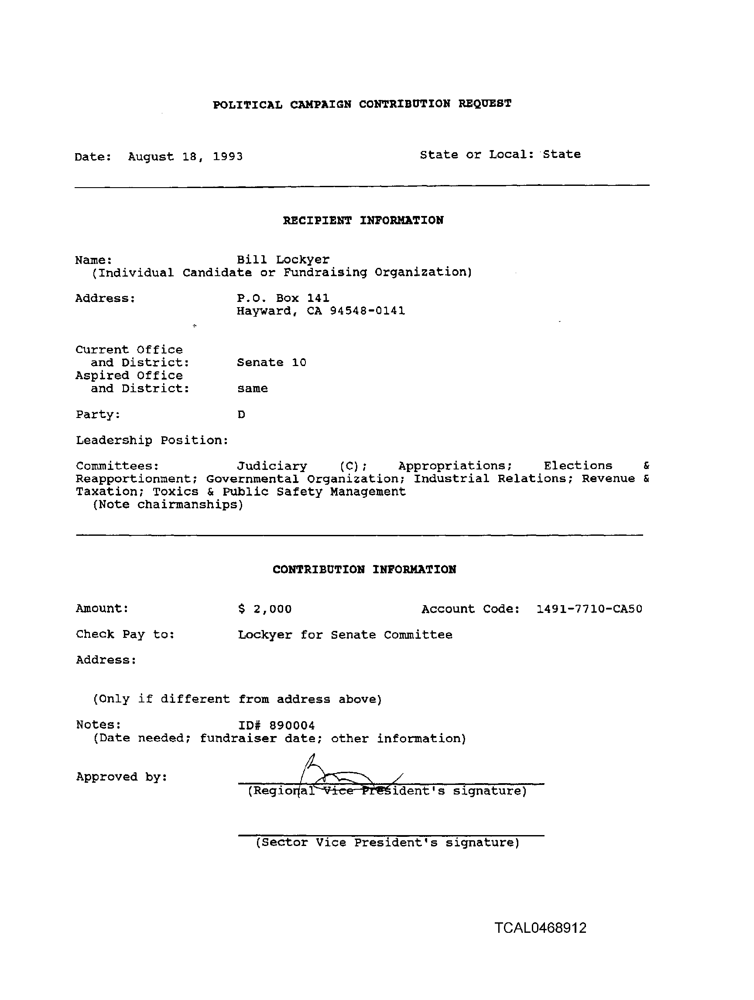 POLITICAL CAMPAIGN CONTRIBUTION REQUEST
Date: August 18, 1993 State or Local: State
RECIPIENT INFORMATION
Name: Bill Lockyer
(Individual Candidate or Fundraising Organization)
Address: P.O. Box 141
Hayward, CA 94548-0141
Current Office
and District: Senate 10
Aspired Office
and District: same
Party: D
Leadership Position:
Committees: Judiciary (C); Appropriations; Elections &
Reapportionment; Governmental Organization; Industrial Relations; Revenue &
Taxation; Toxics & Public Safety Management
(Note chairmanships)
CONTRIBUTION INFORMATION
Amount: $ 2,000 Account Code: 1491-7710-CA50
Check Pay to: Lockyer for Senate Committee
Address:
(Only if different from address above)
Notes: ID# 890004
(Date needed; fundraiser date; other information)
Approved by:
(Regional Vice President's signature)
(Sector Vice President's signature)
TCAL0468912